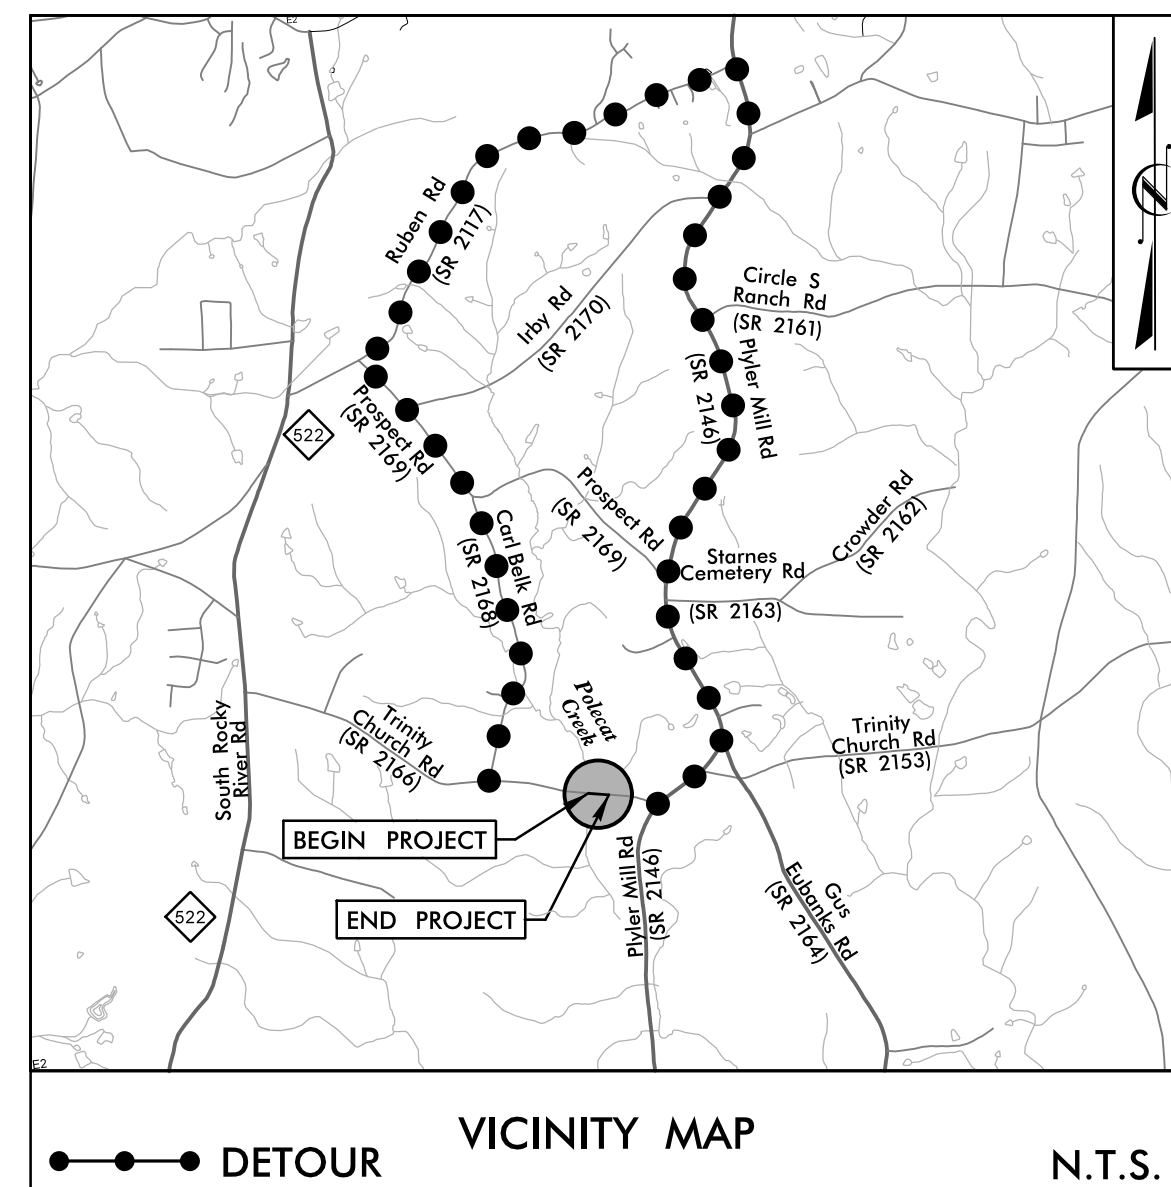 E2
Ruben Rd
(SR 2117)
Irby Rd
(SR 2170)
Circle S
Ranch Rd
(SR 2161)
Plyler Mill Rd
(SR 2146)
N
522
Prospect Rd
(SR 2169)
Carl Belk Rd
(SR 2168)
Prospect Rd
(SR 2169)
Crowder Rd
(SR 2162)
Starnes
Cemetery Rd
(SR 2163)
Polecat
Creek
Trinity
Church Rd
(SR 2166)
South Rocky
River Rd
Trinity
Church Rd
(SR 2153)
BEGIN PROJECT
END PROJECT
Plyler Mill Rd
(SR 2146)
Gus
Eubanks Rd
(SR 2164)
522
E2
VICINITY MAP
DETOUR
N.T.S.